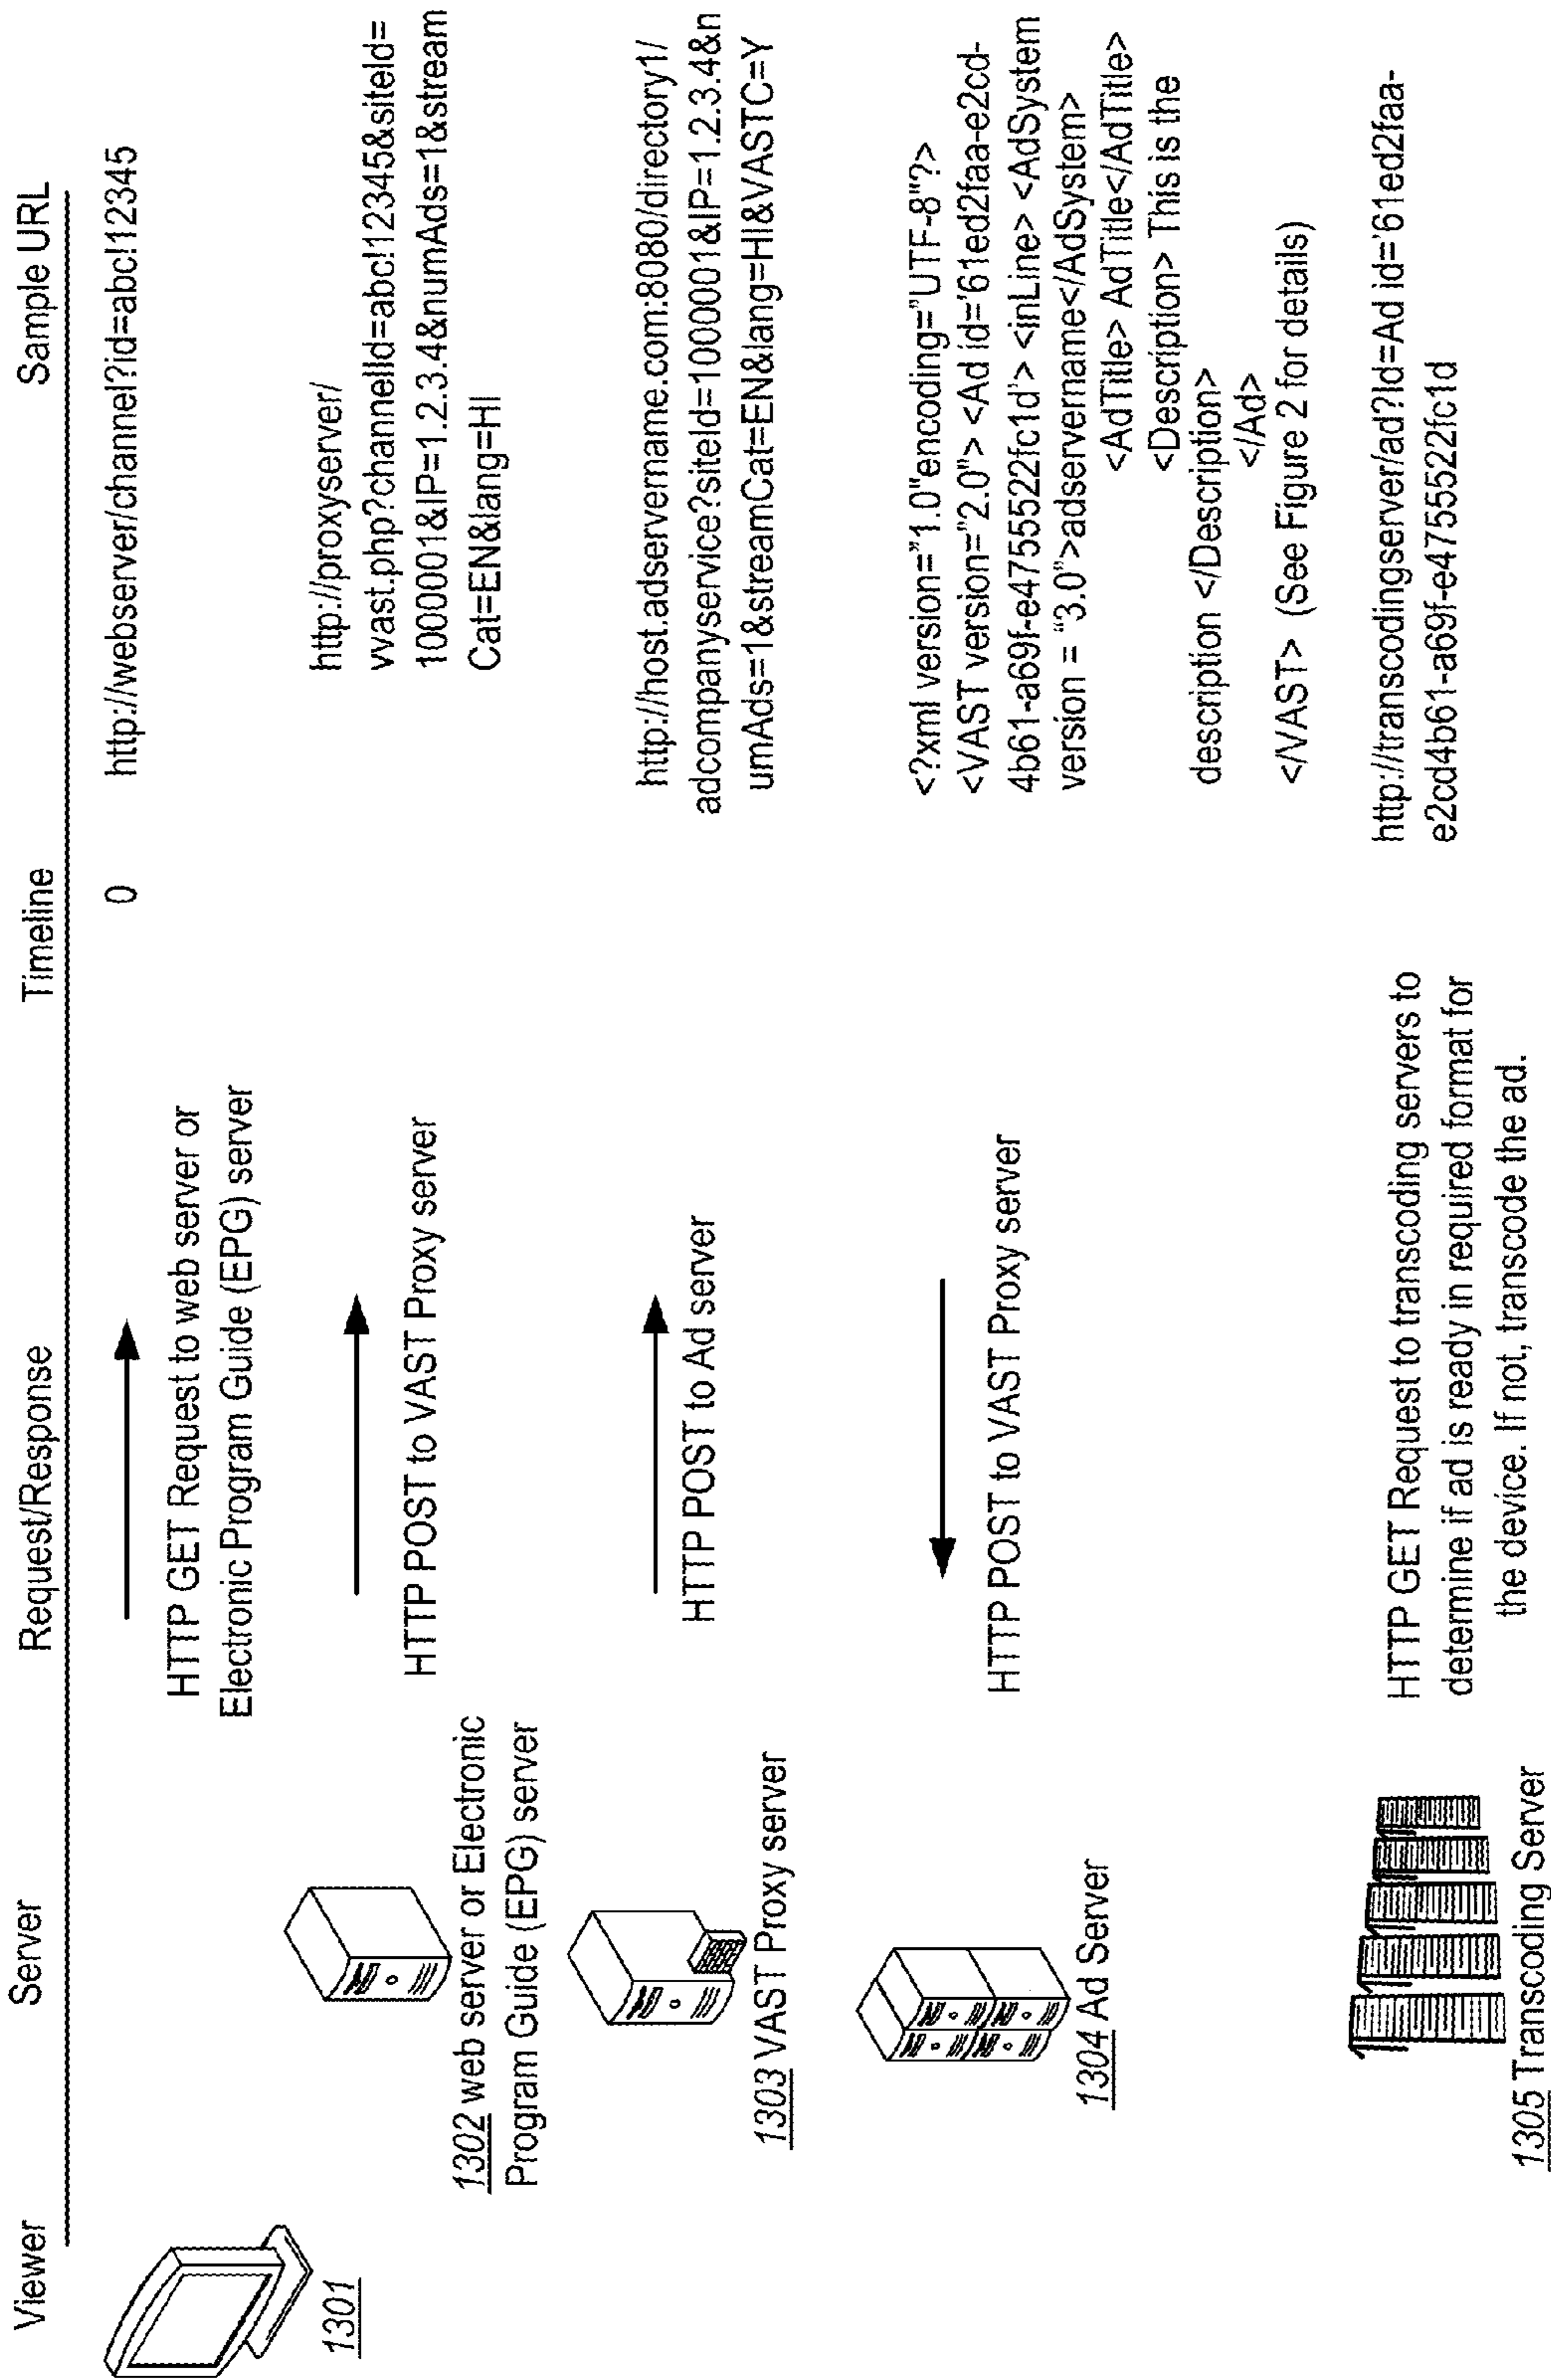 Viewer Server Request/Response Timeline Sample URL
0 http://webserver/channel?id=abc!12345
HTTP GET Request to web server or
Electronic Program Guide (EPG) server
1301
http://proxyserver/
vvast.php?channelId=abc!12345&siteId=
1000001&IP=1.2.3.4&numAds=1&stream
Cat=EN&lang=HI
HTTP POST to VAST Proxy server
1302 web server or Electronic
Program Guide (EPG) server
http://host.adservername.com:8080/directory1/
adcompanyservice?siteId=1000001&IP=1.2.3.4&n
umAds=1&streamCat=EN&lang=HI&VASTC=Y
HTTP POST to Ad server
1303 VAST Proxy server
<?xml version="1.0"encoding="UTF-8"?>
<VAST version="2.0"> <Ad id='61ed2faa-e2cd-
4b61-a69f-e4755522fc1d'> <inLine> <AdSystem
version = "3.0">adservername</AdSystem>
<AdTitle> AdTitle</AdTitle>
<Description> This is the
description </Description>
</Ad>
</VAST> (See Figure 2 for details)
HTTP POST to VAST Proxy server
1304 Ad Server
http://transcodingserver/ad?Id=Ad id='61ed2faa-
e2cd4b61-a69f-e4755522fc1d
HTTP GET Request to transcoding servers to
determine if ad is ready in required format for
the device. If not, transcode the ad.
1305 Transcoding Server